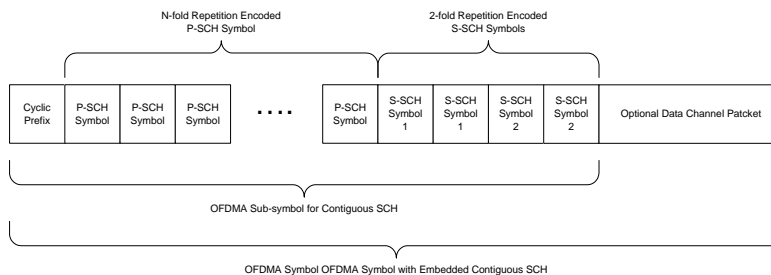 N-fold Repetition Encoded
P-SCH Symbol
2-fold Repetition Encoded
S-SCH Symbols
Cyclic
Prefix
P-SCH
Symbol
P-SCH
Symbol
P-SCH
Symbol
....
P-SCH
Symbol
S-SCH
Symbol
1
S-SCH
Symbol
1
S-SCH
Symbol
2
S-SCH
Symbol
2
Optional Data Channel Patcket
OFDMA Sub-symbol for Contiguous SCH
OFDMA Symbol OFDMA Symbol with Embedded Contiguous SCH